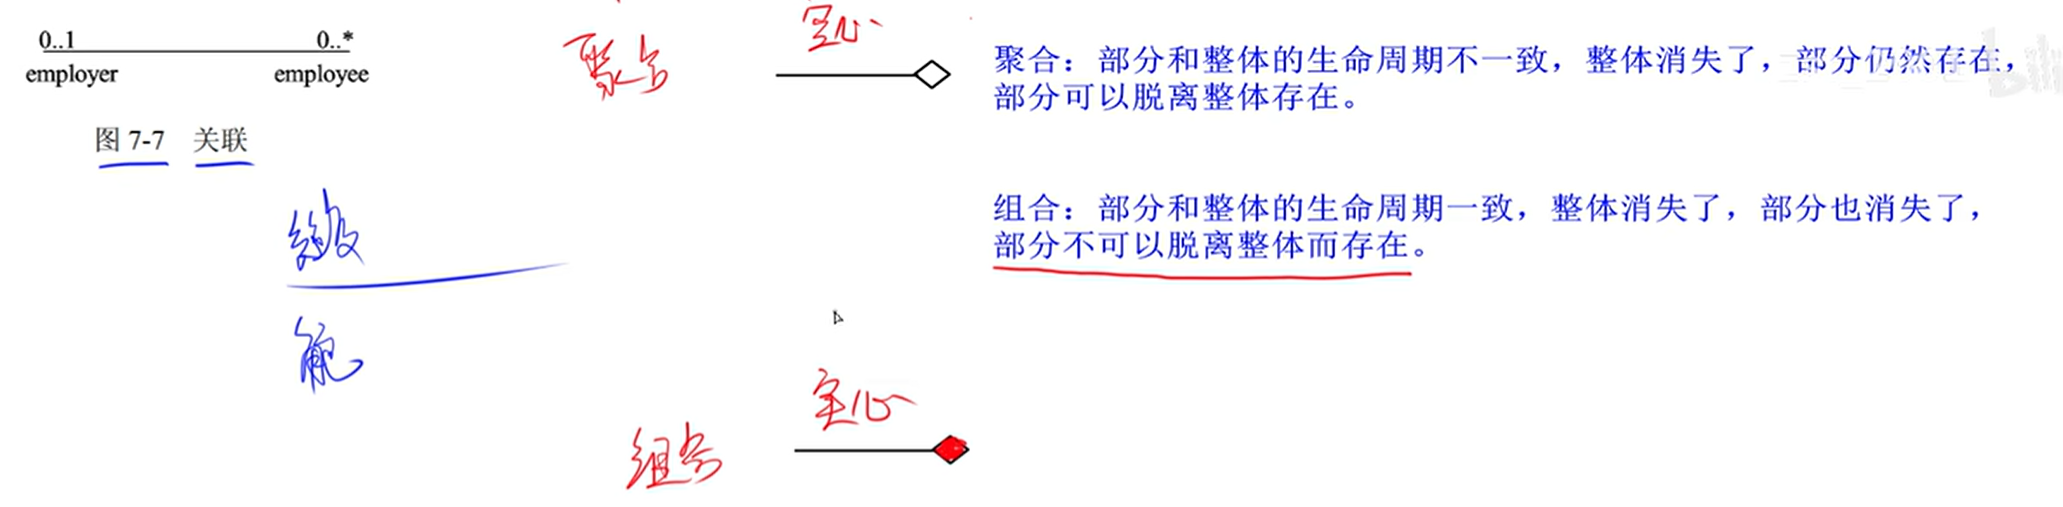 0..1
0..*
employer
employee
图 7-7 关联
聚合
空心
聚合：部分和整体的生命周期不一致，整体消失了，部分仍然存在，
部分可以脱离整体存在。
组合：部分和整体的生命周期一致，整体消失了，部分也消失了，
部分不可以脱离整体而存在。
实心
组合